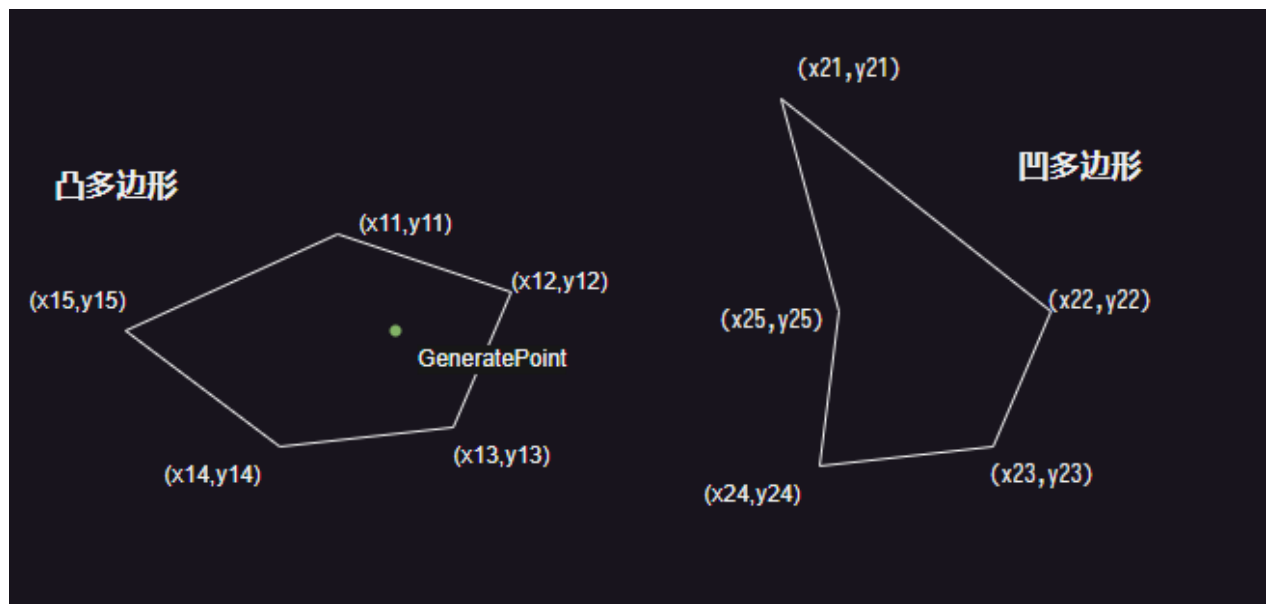 凸多边形
(x11,y11)
(x12,y12)
(x15,y15)
GeneratePoint
(x13,y13)
(x14,y14)
(x21,y21)
凹多边形
(x22,y22)
(x25,y25)
(x23,y23)
(x24,y24)